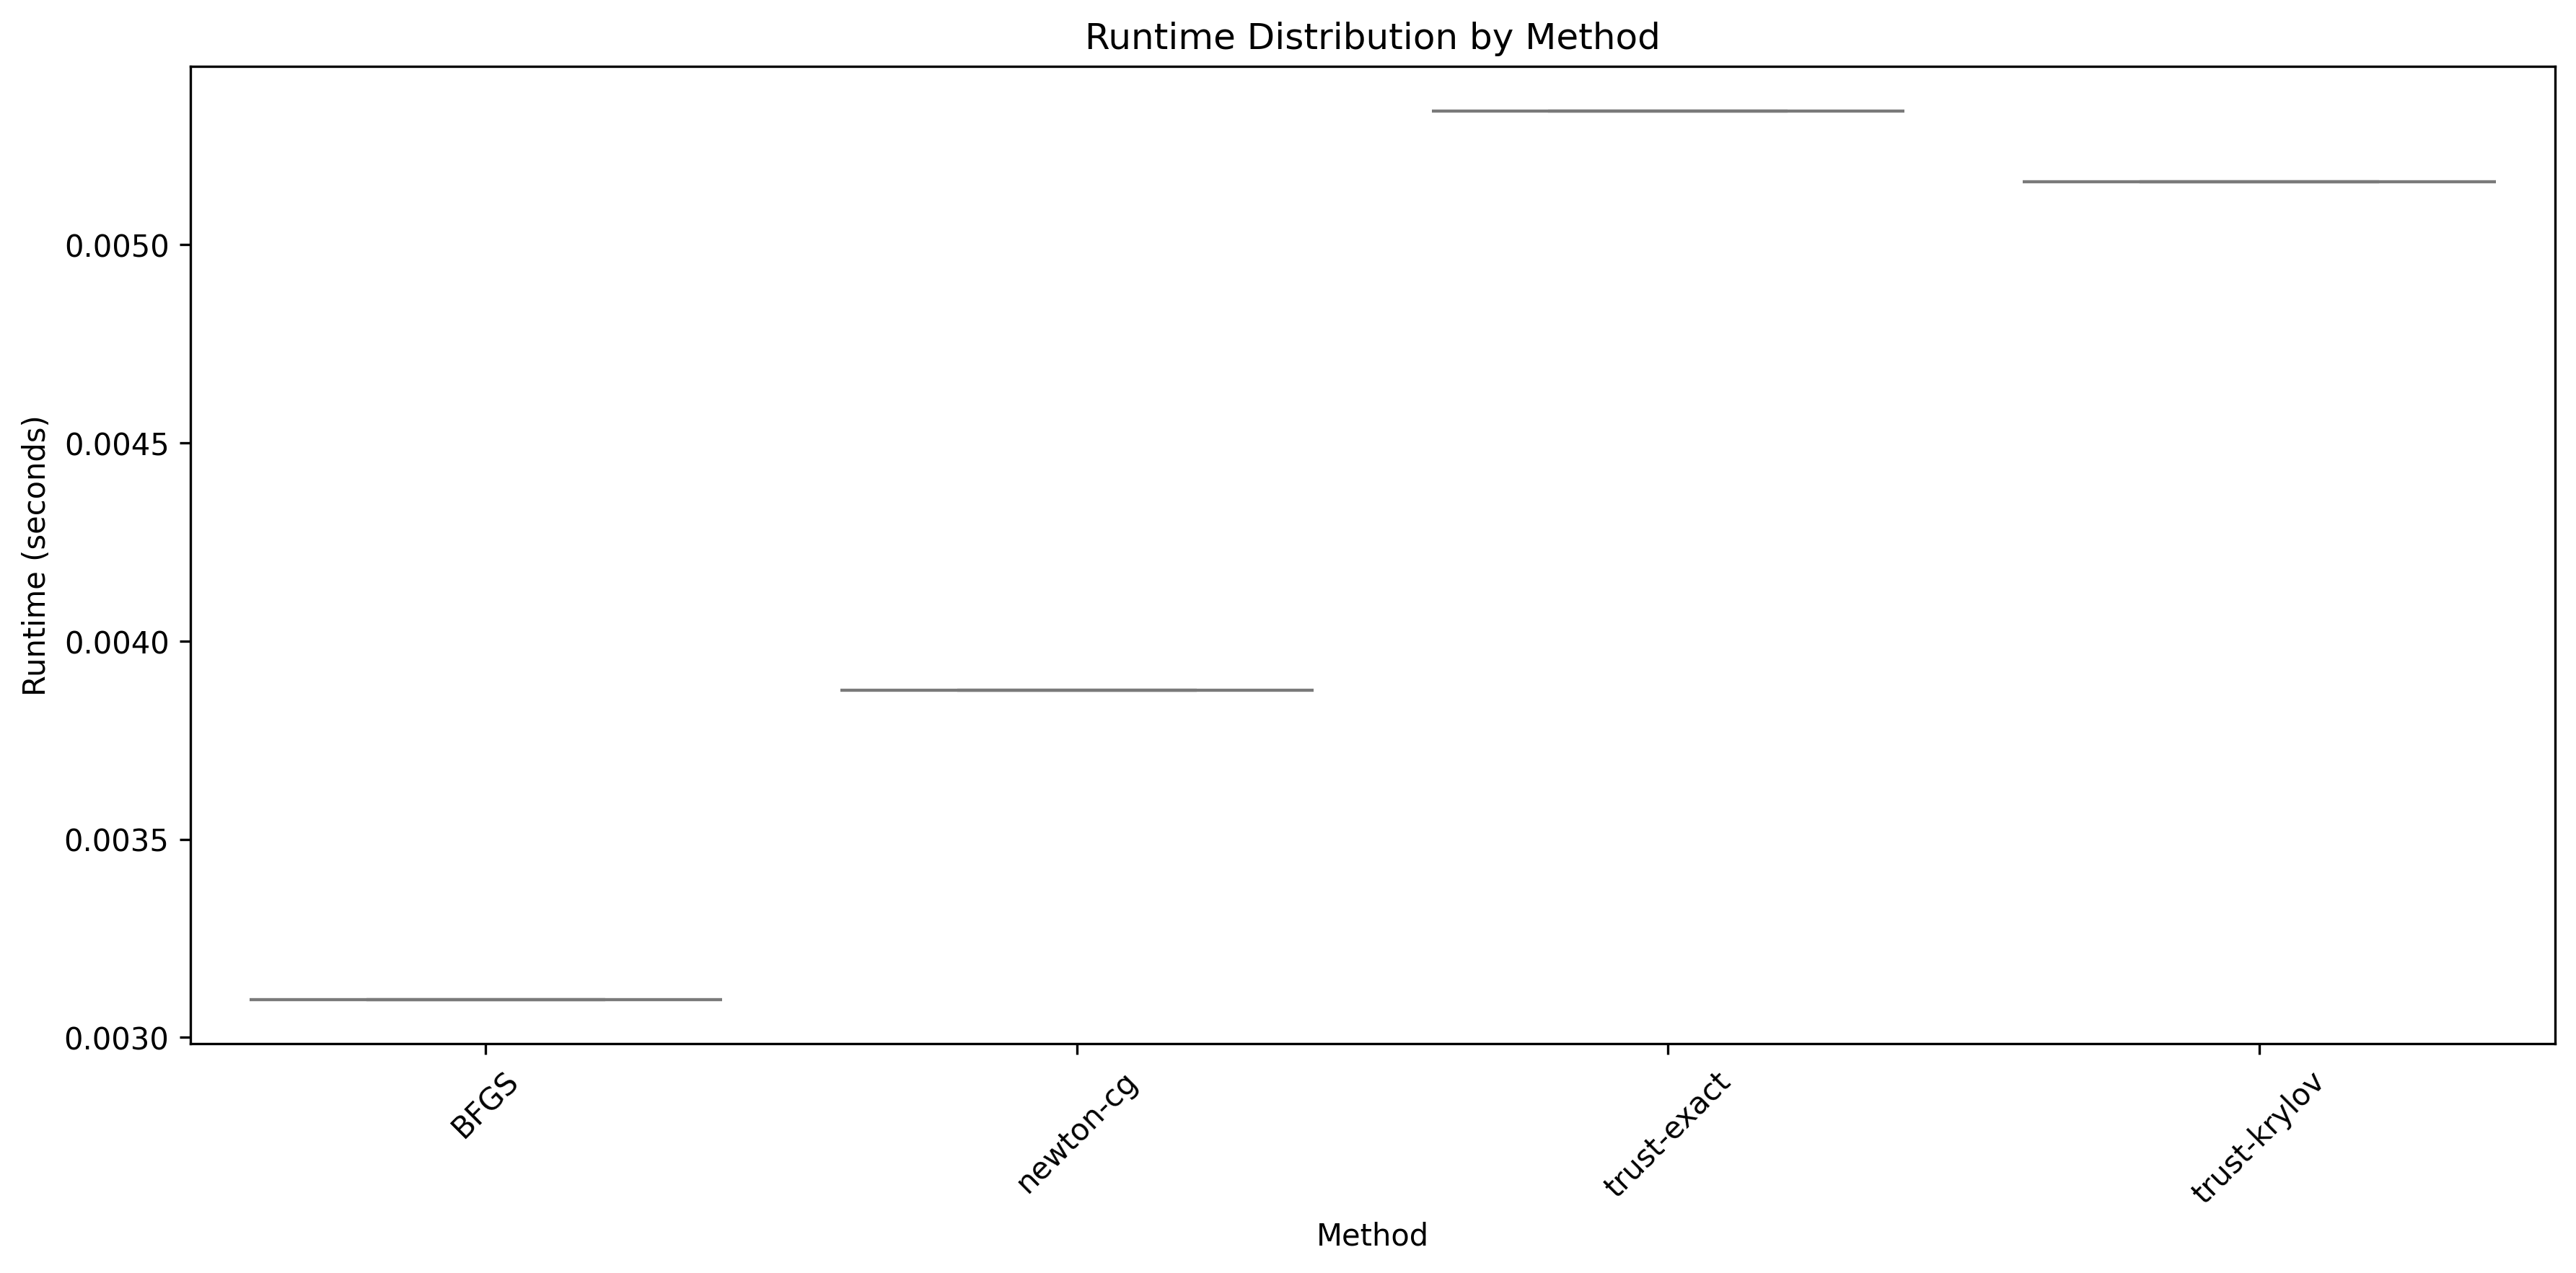 Runtime Distribution by Method
Runtime (seconds)
0.0050
0.0045
0.0040
0.0035
0.0030
BFGS
newton-cg
trust-exact
trust-krylov
Method